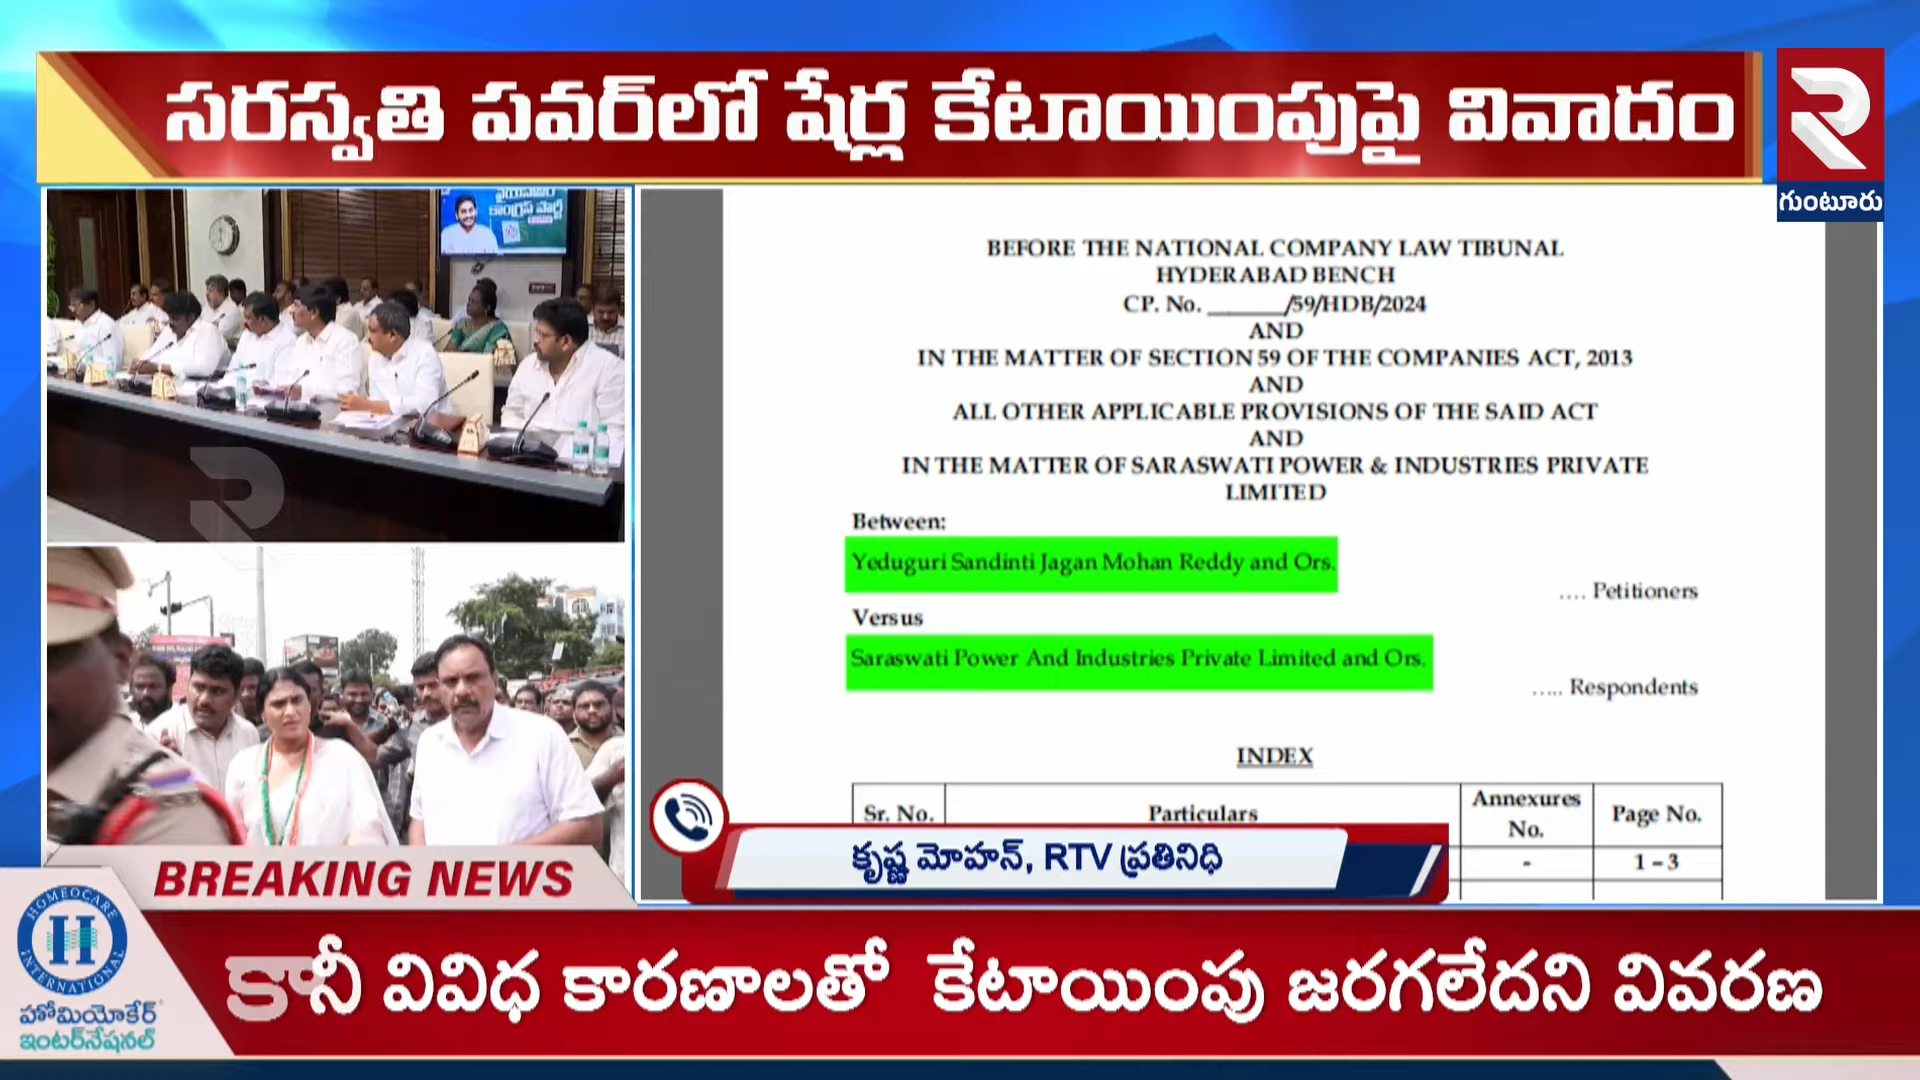 సరస్వతి పవర్‌లో షేర్ల కేటాయింపుపై వివాదం
గుంటూరు
కాంగ్రెస్ పార్టీ
BEFORE THE NATIONAL COMPANY LAW TIBUNAL
HYDERABAD BENCH
CP. No. ______/59/HDB/2024
AND
IN THE MATTER OF SECTION 59 OF THE COMPANIES ACT, 2013
AND
ALL OTHER APPLICABLE PROVISIONS OF THE SAID ACT
AND
IN THE MATTER OF SARASWATI POWER & INDUSTRIES PRIVATE
LIMITED
Between:
Yeduguri Sandinti Jagan Mohan Reddy and Ors.
.... Petitioners
Versus
Saraswati Power And Industries Private Limited and Ors.
..... Respondents
INDEX
Sr. No. Particulars Annexures No. Page No.
- 1 – 3
కృష్ణ మోహన్, RTV ప్రతినిధి
BREAKING NEWS
HOMEOCARE
INTERNATIONAL
హోమియోకేర్
ఇంటర్‌నేషనల్
కానీ వివిధ కారణాలతో కేటాయింపు జరగలేదని వివరణ